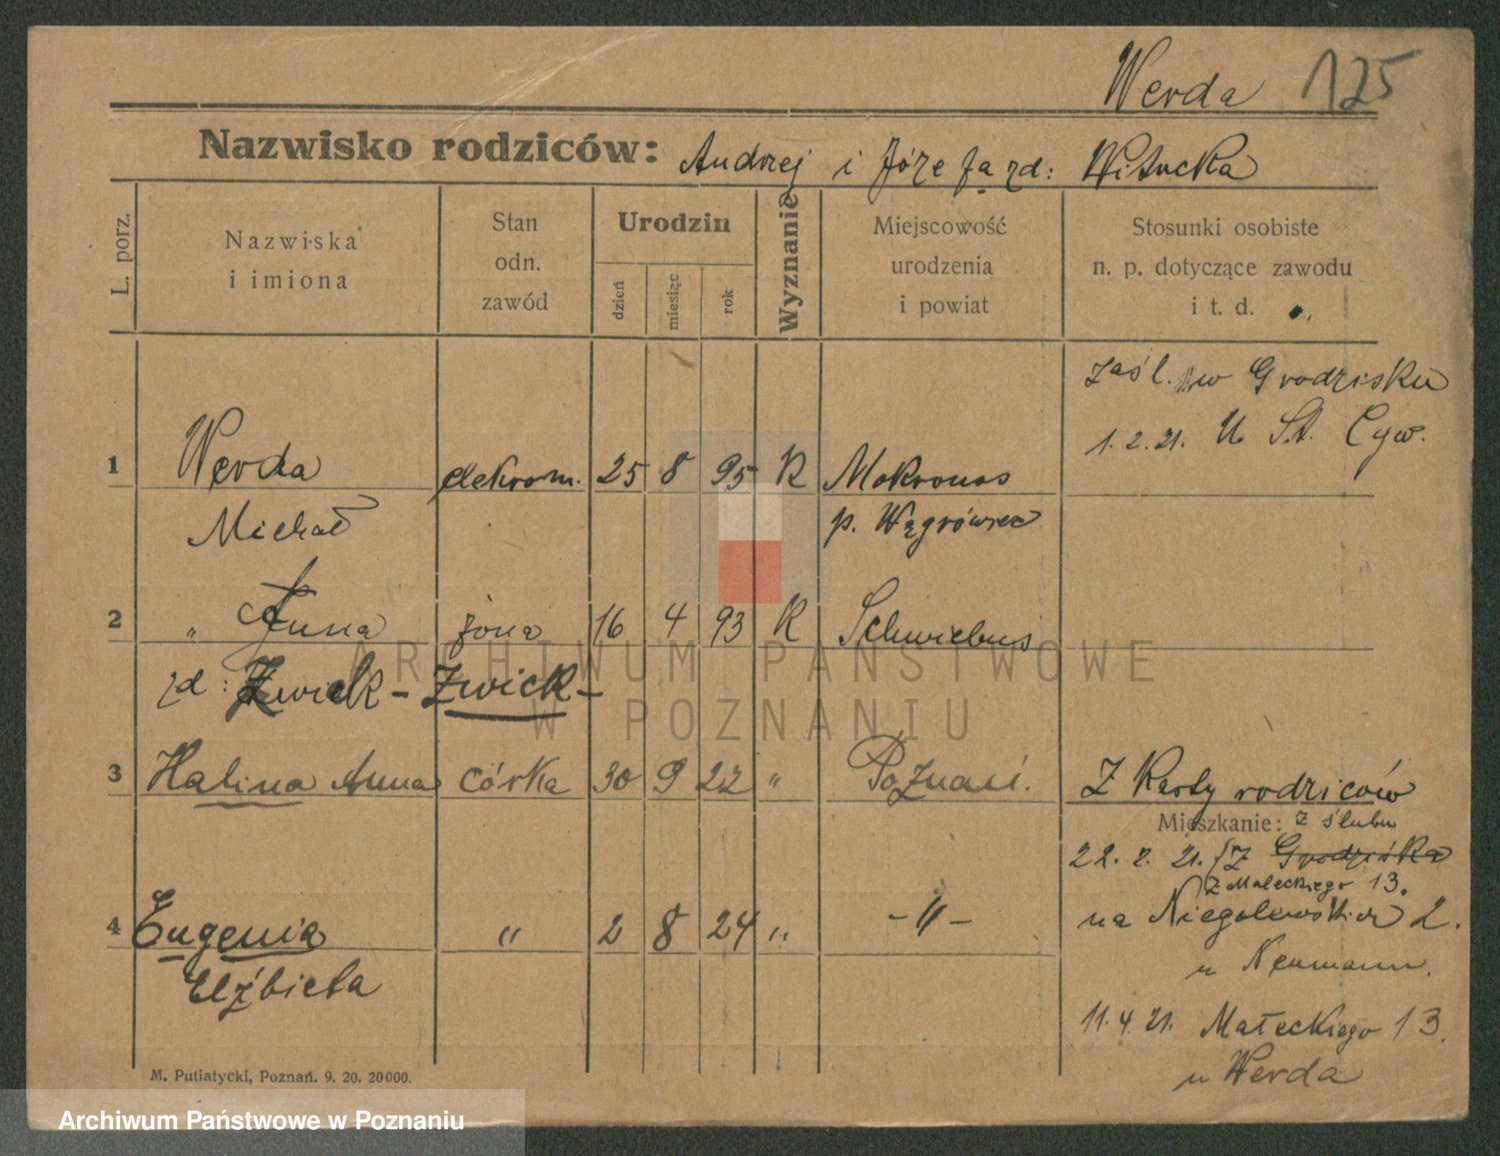 Werda 125
Nazwisko rodziców: Andrzej i Józefa zd: Witucka
L. porz.
Nazwiska i imiona
Stan odn. zawód
Urodzin
dzień
miesiąc
rok
Wyznanie
Miejscowość urodzenia i powiat
Stosunki osobiste n. p. dotyczące zawodu i t. d.
zaśl. w Grodzisku
1.2.21. U. St. Cyw.
1 Werda elektrom. 25 8 95 K Mokronos
Michał p. Wągrówiec
2 „ Anna żona 16 4 93 K Schwiebus
zd: Zwick - Zwick -
3 Halina Anna córka 30 9 22 „ Poznań. Z Karty rodziców
Mieszkanie: z ślubu
22. 2. 21. Z Grodziska
Z Małeckiego 13.
4 Eugenia „ 2 8 24 „ -„- na Niegolewskich 2.
Elżbieta
u Neumann.
11.4.21. Małeckiego 13.
u Werda
M. Putiatycki, Poznań. 9. 20. 20000.
ARCHIWUM PAŃSTWOWE
W POZNANIU
Archiwum Państwowe w Poznaniu